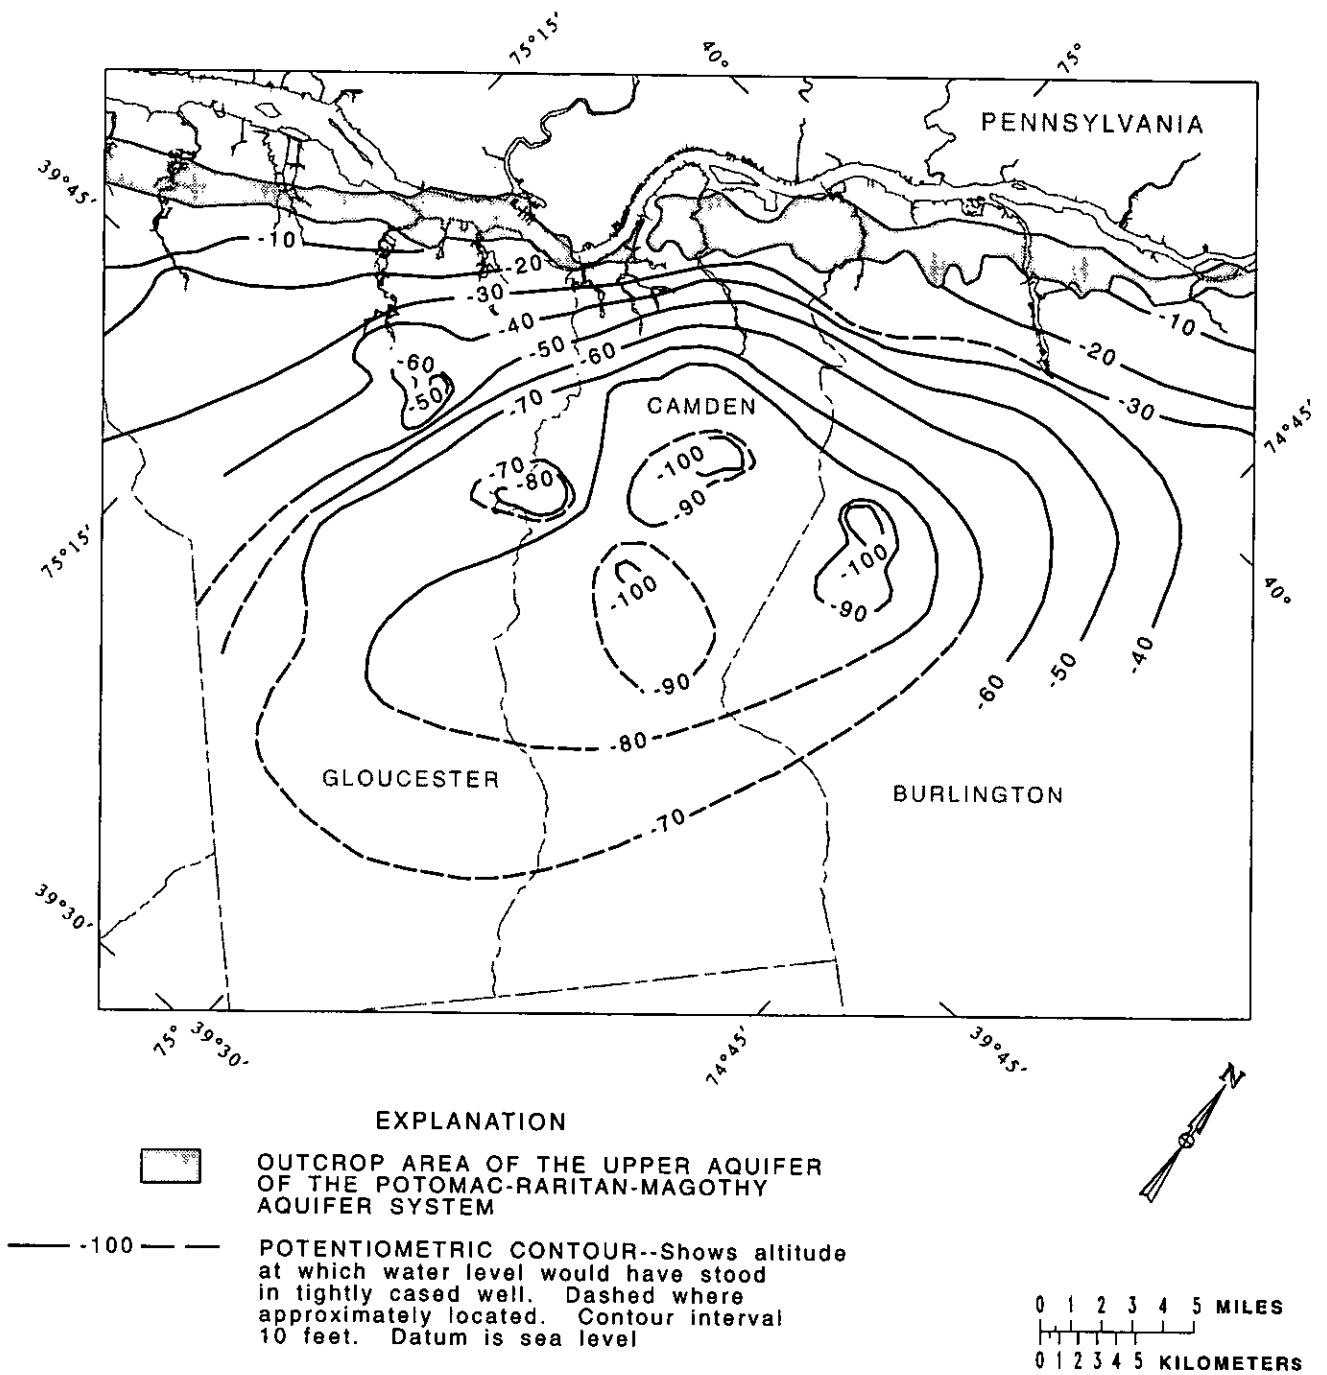 75°15'
40°
75°
PENNSYLVANIA
39°45'
-10
-20
-30
-40
-50
-60
-70
-10
-20
-30
-60
-50
CAMDEN
74°45'
-70
-80
-100
-90
-100
-90
75°15'
-100
-90
40°
-40
-50
-60
-80
GLOUCESTER
BURLINGTON
-70
39°30'
75°
39°30'
74°45'
39°45'
N
EXPLANATION
OUTCROP AREA OF THE UPPER AQUIFER
OF THE POTOMAC-RARITAN-MAGOTHY
AQUIFER SYSTEM
-100
POTENTIOMETRIC CONTOUR--Shows altitude
at which water level would have stood
in tightly cased well. Dashed where
approximately located. Contour interval
10 feet. Datum is sea level
0 1 2 3 4 5 MILES
0 1 2 3 4 5 KILOMETERS